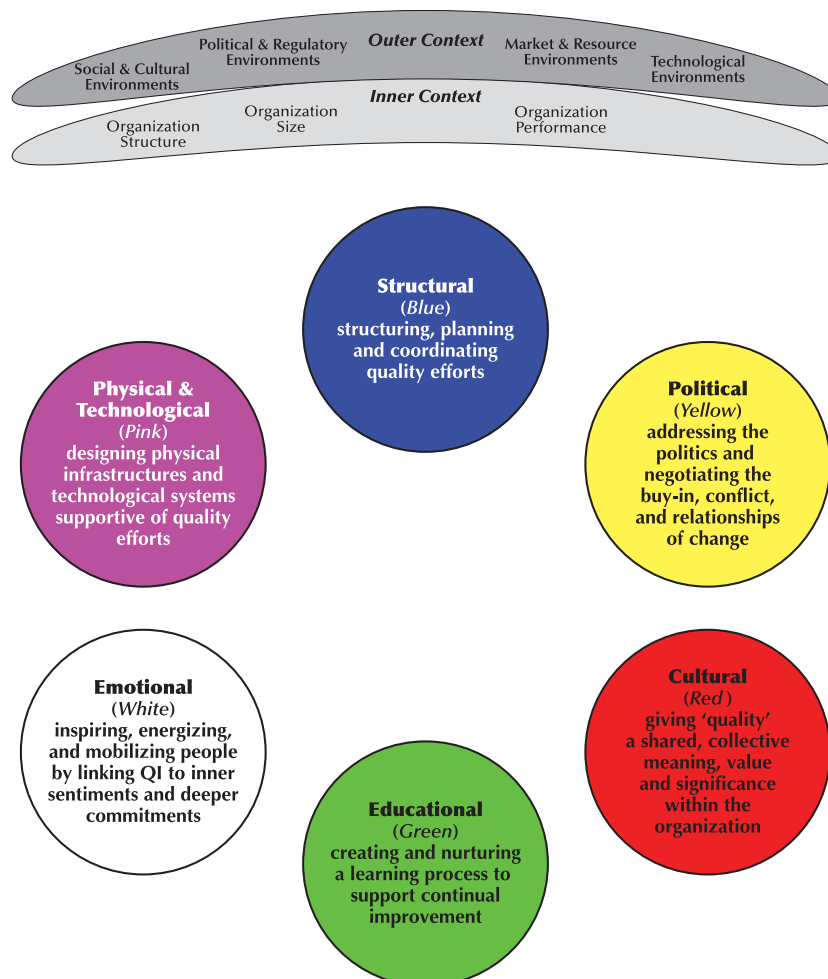 Outer Context
Social & Cultural
Environments
Political & Regulatory
Environments
Market & Resource
Environments
Technological
Environments
Inner Context
Organization
Structure
Organization
Size
Organization
Performance
Structural
(Blue)
structuring, planning
and coordinating
quality efforts
Physical &
Technological
(Pink)
designing physical
infrastructures and
technological systems
supportive of quality
efforts
Political
(Yellow)
addressing the
politics and
negotiating the
buy-in, conflict,
and relationships
of change
Emotional
(White)
inspiring, energizing,
and mobilizing people
by linking QI to inner
sentiments and deeper
commitments
Cultural
(Red )
giving ‘quality’
a shared, collective
meaning, value
and significance
within the
organization
Educational
(Green)
creating and nurturing
a learning process to
support continual
improvement